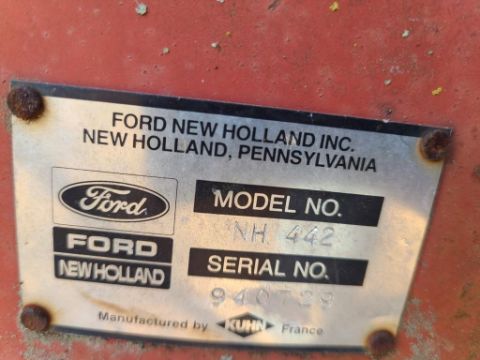 FORD NEW HOLLAND INC.
NEW HOLLAND, PENNSYLVANIA
Ford
MODEL NO.
NH 442
FORD
NEW HOLLAND
SERIAL NO.
940729
Manufactured by KUHN France